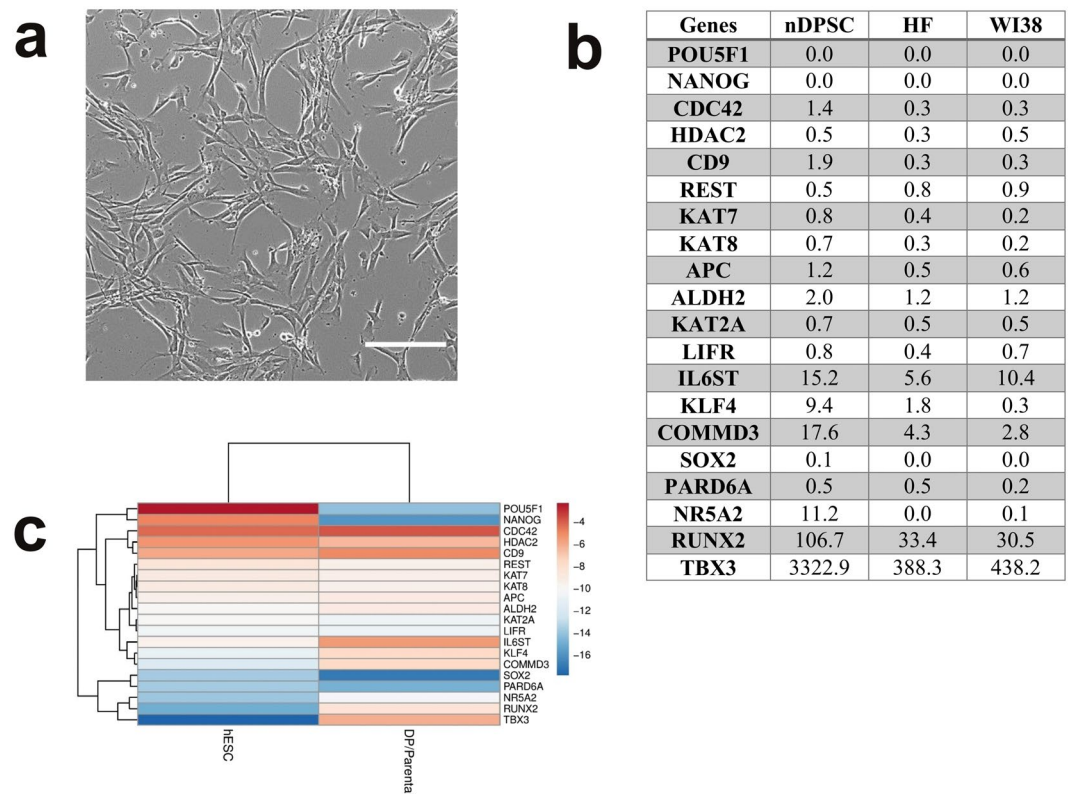 a
b
Genes nDPSC HF WI38
POU5F1 0.0 0.0 0.0
NANOG 0.0 0.0 0.0
CDC42 1.4 0.3 0.3
HDAC2 0.5 0.3 0.5
CD9 1.9 0.3 0.3
REST 0.5 0.8 0.9
KAT7 0.8 0.4 0.2
KAT8 0.7 0.3 0.2
APC 1.2 0.5 0.6
ALDH2 2.0 1.2 1.2
KAT2A 0.7 0.5 0.5
LIFR 0.8 0.4 0.7
IL6ST 15.2 5.6 10.4
KLF4 9.4 1.8 0.3
COMMD3 17.6 4.3 2.8
SOX2 0.1 0.0 0.0
PARD6A 0.5 0.5 0.2
NR5A2 11.2 0.0 0.1
RUNX2 106.7 33.4 30.5
TBX3 3322.9 388.3 438.2
c
POU5F1
NANOG
CDC42
HDAC2
CD9
REST
KAT7
KAT8
APC
ALDH2
KAT2A
LIFR
IL6ST
KLF4
COMMD3
SOX2
PARD6A
NR5A2
RUNX2
TBX3
−4
−6
−8
−10
−12
−14
−16
hESC
DP/Parenta